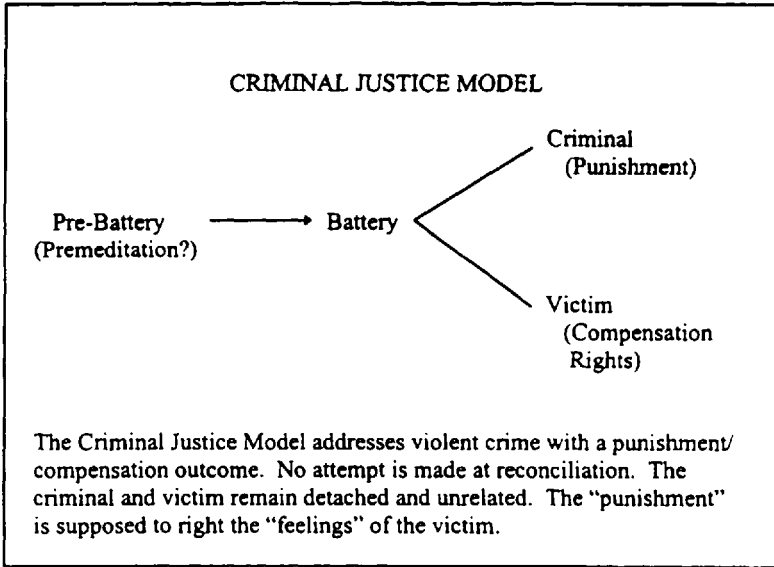 CRIMINAL JUSTICE MODEL
Criminal
(Punishment)
Pre-Battery
(Premeditation?)
Battery
Victim
(Compensation
Rights)
The Criminal Justice Model addresses violent crime with a punishment/
compensation outcome. No attempt is made at reconciliation. The
criminal and victim remain detached and unrelated. The “punishment”
is supposed to right the “feelings” of the victim.